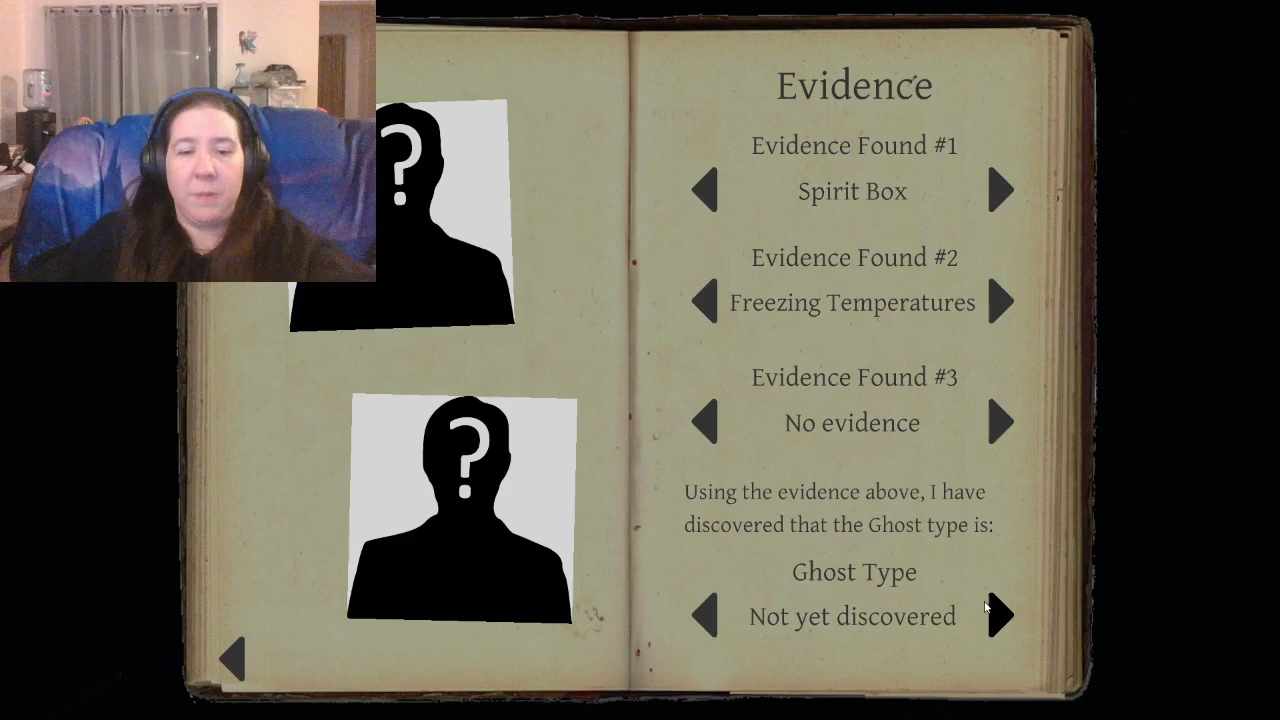 ?
?
Evidence
Evidence Found #1
Spirit Box
Evidence Found #2
Freezing Temperatures
Evidence Found #3
No evidence
Using the evidence above, I have
discovered that the Ghost type is:
Ghost Type
Not yet discovered